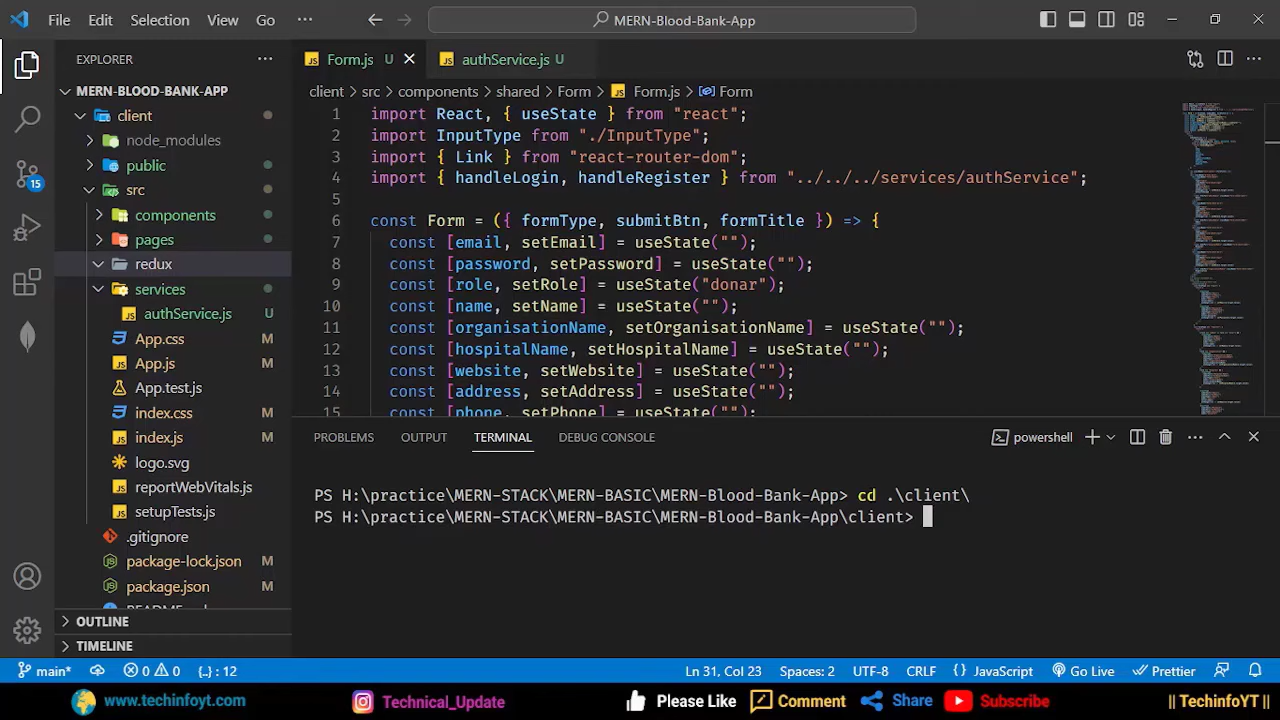 File Edit Selection View Go ··· MERN-Blood-Bank-App
EXPLORER
MERN-BLOOD-BANK-APP
client
node_modules
public
src
components
pages
redux
services
authService.js U
App.css M
App.js M
App.test.js
index.css M
index.js M
logo.svg
reportWebVitals.js
setupTests.js
.gitignore
package-lock.json M
package.json M
OUTLINE
TIMELINE
15
Form.js U authService.js U
client > src > components > shared > Form > Form.js > Form
1 import React, { useState } from "react";
2 import InputType from "./InputType";
3 import { Link } from "react-router-dom";
4 import { handleLogin, handleRegister } from "../../../services/authService";
5
6 const Form = ({ formType, submitBtn, formTitle }) => {
7 const [email, setEmail] = useState("");
8 const [password, setPassword] = useState("");
9 const [role, setRole] = useState("donar");
10 const [name, setName] = useState("");
11 const [organisationName, setOrganisationName] = useState("");
12 const [hospitalName, setHospitalName] = useState("");
13 const [website, setWebsite] = useState("");
14 const [address, setAddress] = useState("");
15 const [phone, setPhone] = useState("");
PROBLEMS OUTPUT TERMINAL DEBUG CONSOLE powershell
PS H:\practice\MERN-STACK\MERN-BASIC\MERN-Blood-Bank-App> cd .\client\
PS H:\practice\MERN-STACK\MERN-BASIC\MERN-Blood-Bank-App\client>
main* 0 0 {..} : 12 Ln 31, Col 23 Spaces: 2 UTF-8 CRLF {} JavaScript Go Live Prettier
www.techinfoyt.com Technical_Update Please Like Comment Share Subscribe || TechinfoYT ||